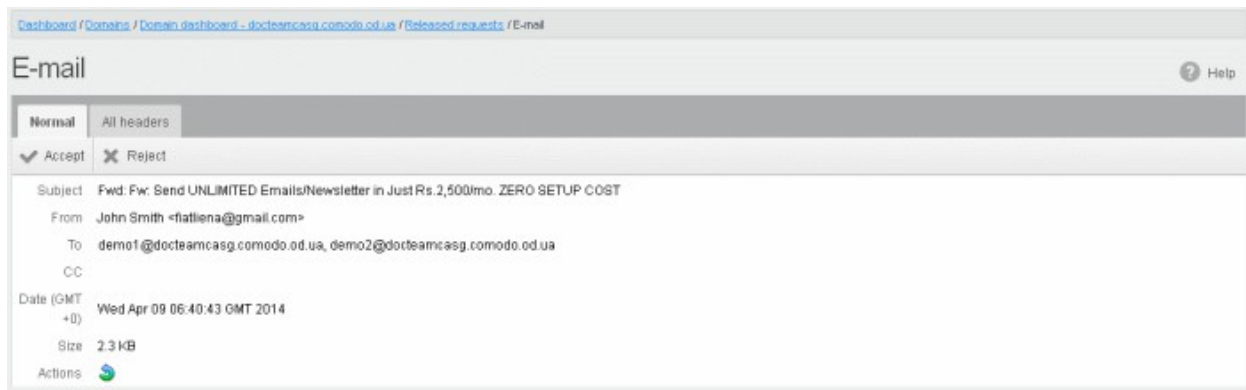 Dashboard / Domains / Domain dashboard - docteamcasg.comodo.od.ua / Released requests / E-mail
E-mail
Help
Normal All headers
Accept Reject
Subject Fwd: Fw: Send UNLIMITED Emails/Newsletter in Just Rs.2,500/mo. ZERO SETUP COST
From John Smith <fiatliena@gmail.com>
To demo1@docteamcasg.comodo.od.ua, demo2@docteamcasg.comodo.od.ua
CC
Date (GMT
+0) Wed Apr 09 06:40:43 GMT 2014
Size 2.3 KB
Actions